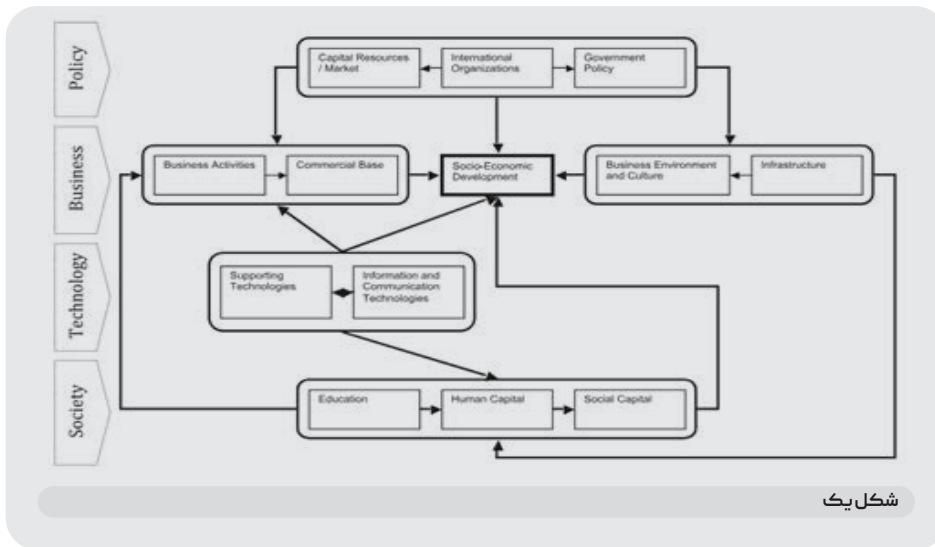 Policy
Capital Resources
/ Market
International
Organizations
Government
Policy
Business
Business Activities
Commercial Base
Socio-Economic
Development
Business Environment
and Culture
Infrastructure
Technology
Supporting
Technologies
Information and
Communication
Technologies
Society
Education
Human Capital
Social Capital
شکل یک